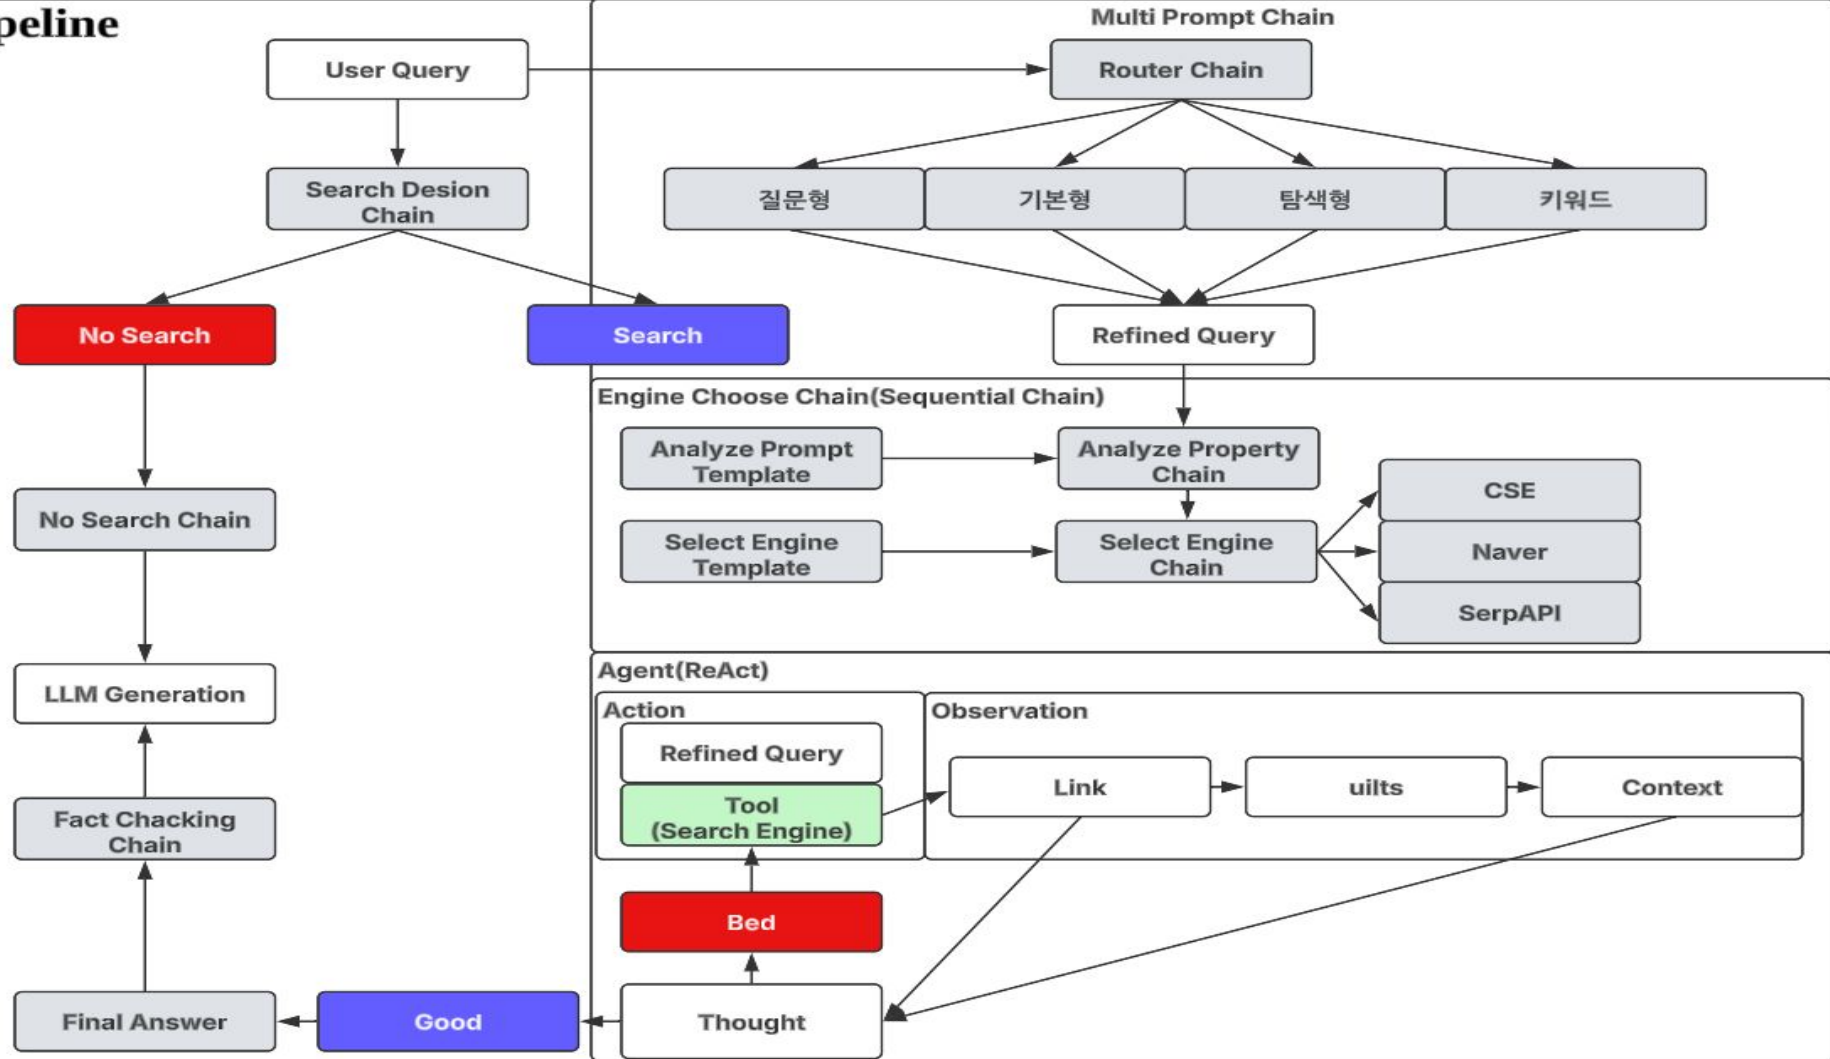 peline
Multi Prompt Chain
User Query
Router Chain
Search Desion
Chain
질문형
기본형
탐색형
키워드
No Search
Search
Refined Query
Engine Choose Chain(Sequential Chain)
Analyze Prompt
Template
Analyze Property
Chain
CSE
No Search Chain
Select Engine
Template
Select Engine
Chain
Naver
SerpAPI
Agent(ReAct)
LLM Generation
Action
Observation
Refined Query
Tool
(Search Engine)
Link
uilts
Context
Fact Chacking
Chain
Bed
Final Answer
Good
Thought